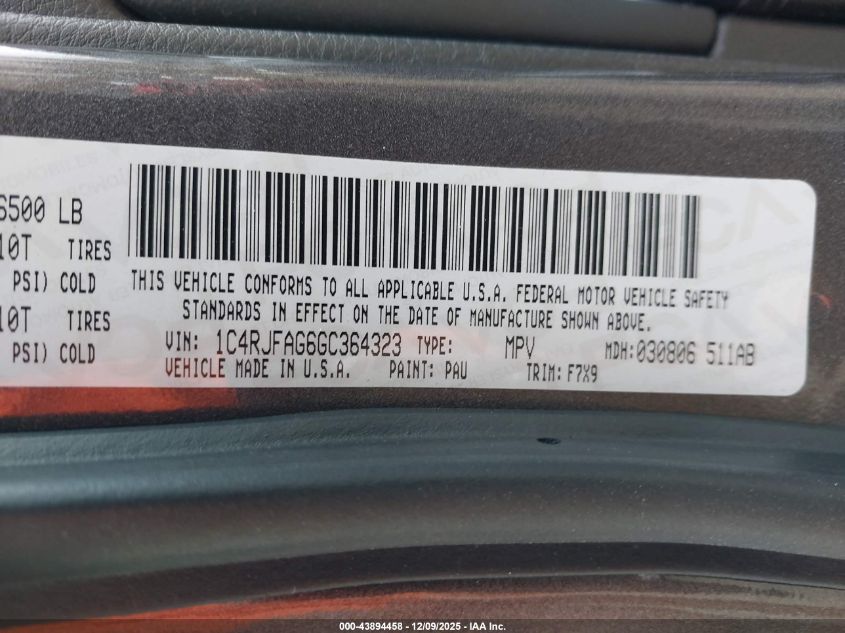 6500 LB
10T TIRES
PSI) COLD
10T TIRES
PSI) COLD
THIS VEHICLE CONFORMS TO ALL APPLICABLE U.S.A. FEDERAL MOTOR VEHICLE SAFETY
STANDARDS IN EFFECT ON THE DATE OF MANUFACTURE SHOWN ABOVE.
VIN: 1C4RJFAG6GC364323 TYPE: MPV MDH:030806 511AB
VEHICLE MADE IN U.S.A. PAINT: PAU TRIM: F7X9
000-43894458 - 12/09/2025 - IAA Inc.